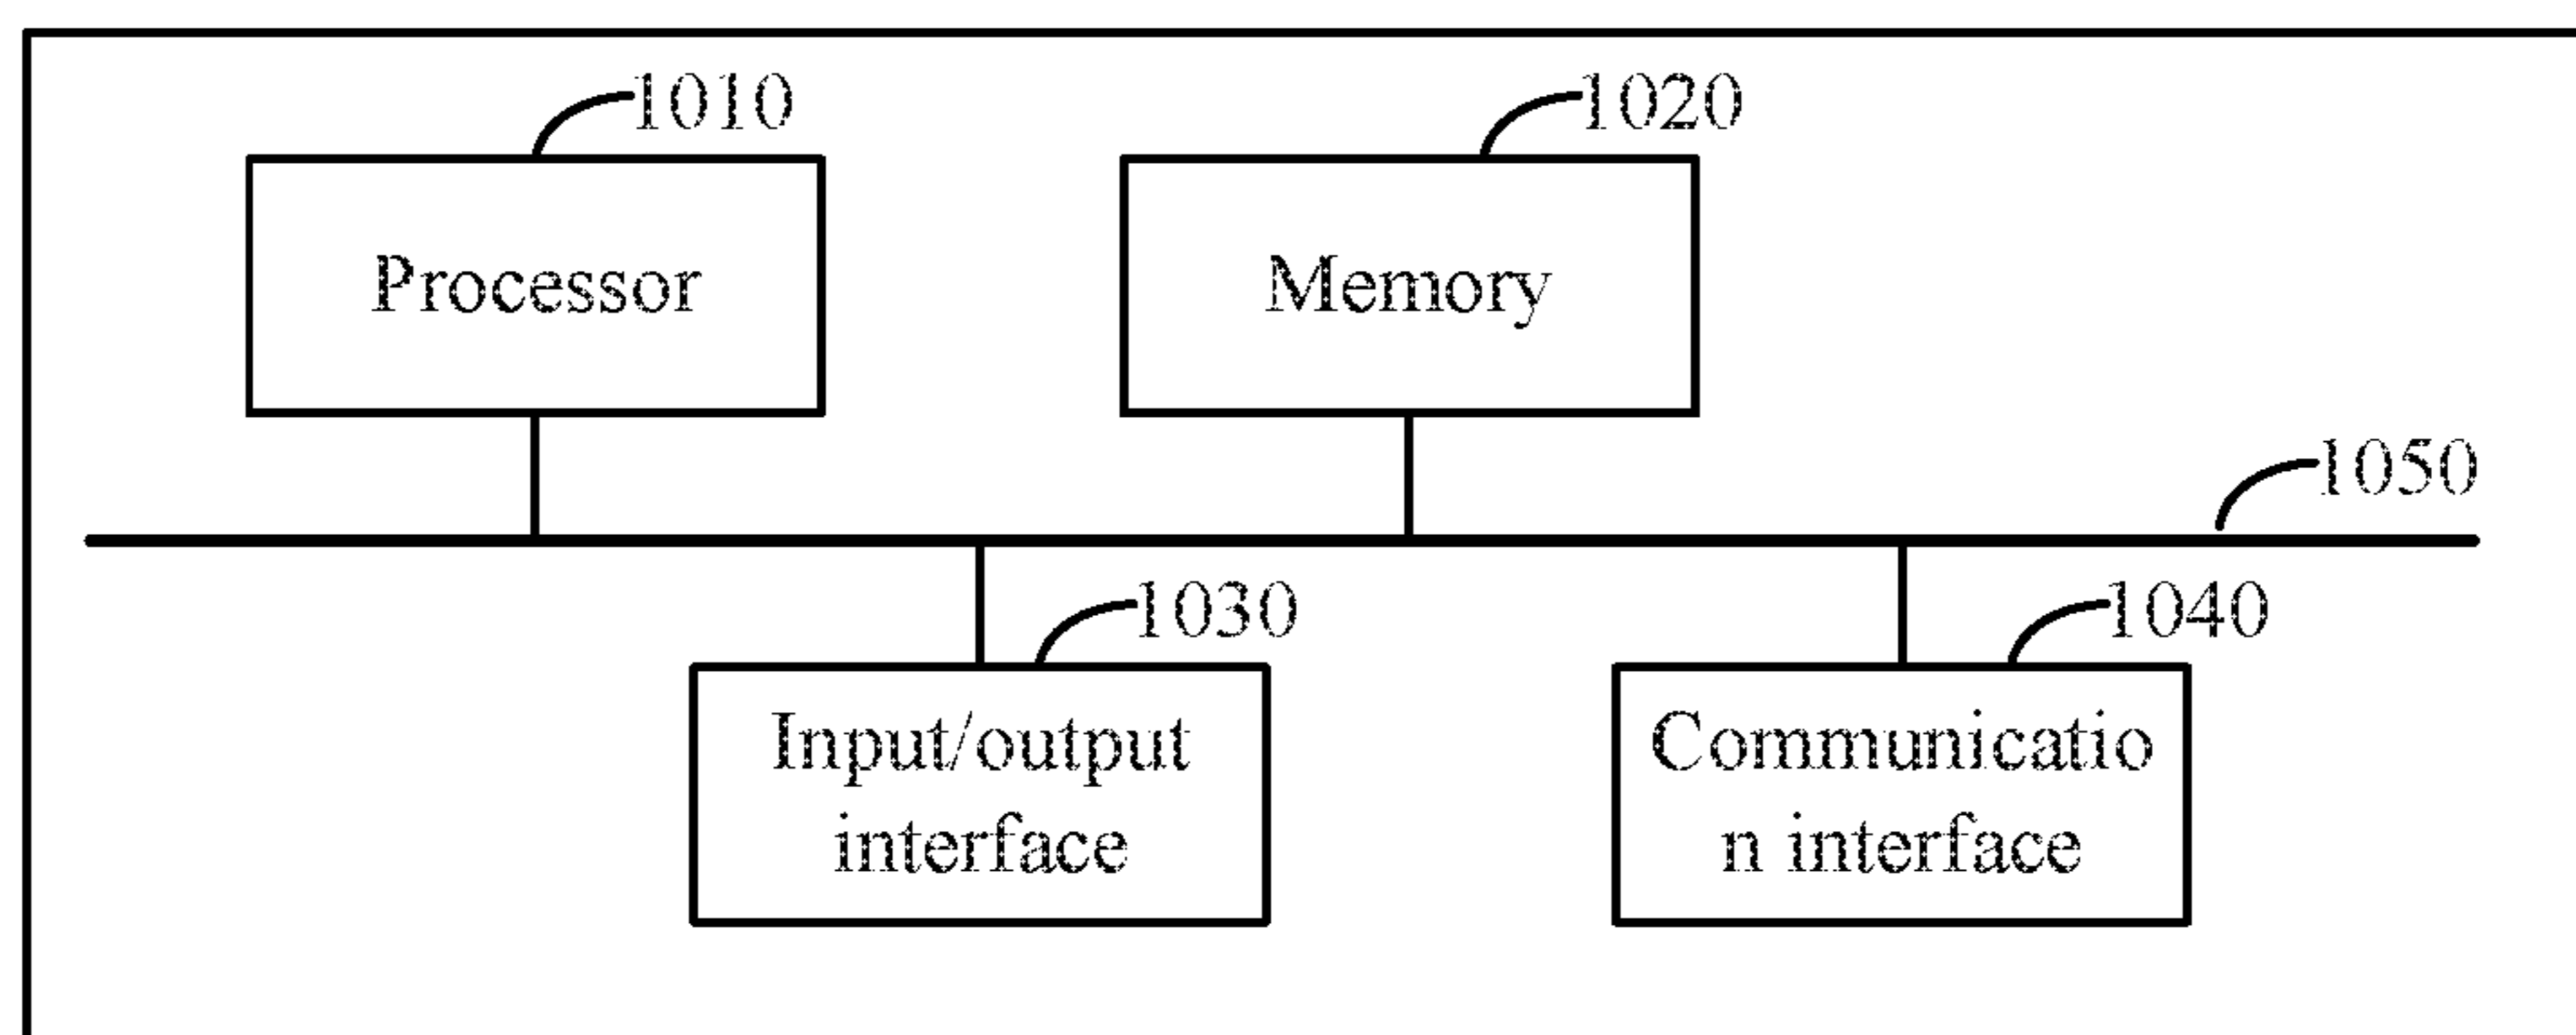 1010
1020
Processor
Memory
1050
1030
1040
Input/output
interface
Communicatio
n interface